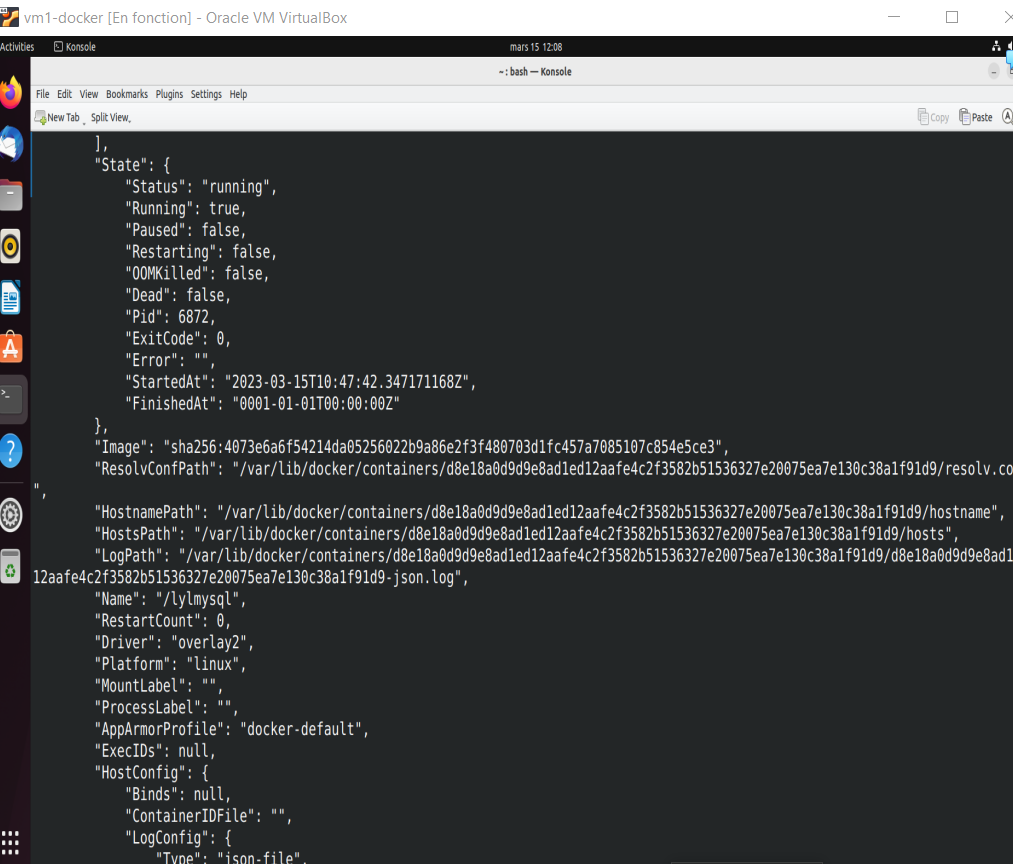 vm1-docker [En fonction] - Oracle VM VirtualBox
Activities Konsole mars 15 12:08
~ : bash — Konsole
File Edit View Bookmarks Plugins Settings Help
New Tab Split View Copy Paste
],
"State": {
"Status": "running",
"Running": true,
"Paused": false,
"Restarting": false,
"OOMKilled": false,
"Dead": false,
"Pid": 6872,
"ExitCode": 0,
"Error": "",
"StartedAt": "2023-03-15T10:47:42.347171168Z",
"FinishedAt": "0001-01-01T00:00:00Z"
},
"Image": "sha256:4073e6a6f54214da05256022b9a86e2f3f480703d1fc457a7085107c854e5ce3",
"ResolvConfPath": "/var/lib/docker/containers/d8e18a0d9d9e8ad1ed12aafe4c2f3582b51536327e20075ea7e130c38a1f91d9/resolv.co
",
"HostnamePath": "/var/lib/docker/containers/d8e18a0d9d9e8ad1ed12aafe4c2f3582b51536327e20075ea7e130c38a1f91d9/hostname",
"HostsPath": "/var/lib/docker/containers/d8e18a0d9d9e8ad1ed12aafe4c2f3582b51536327e20075ea7e130c38a1f91d9/hosts",
"LogPath": "/var/lib/docker/containers/d8e18a0d9d9e8ad1ed12aafe4c2f3582b51536327e20075ea7e130c38a1f91d9/d8e18a0d9d9e8ad1
12aafe4c2f3582b51536327e20075ea7e130c38a1f91d9-json.log",
"Name": "/lylmysql",
"RestartCount": 0,
"Driver": "overlay2",
"Platform": "linux",
"MountLabel": "",
"ProcessLabel": "",
"AppArmorProfile": "docker-default",
"ExecIDs": null,
"HostConfig": {
"Binds": null,
"ContainerIDFile": "",
"LogConfig": {
"Type": "json-file",